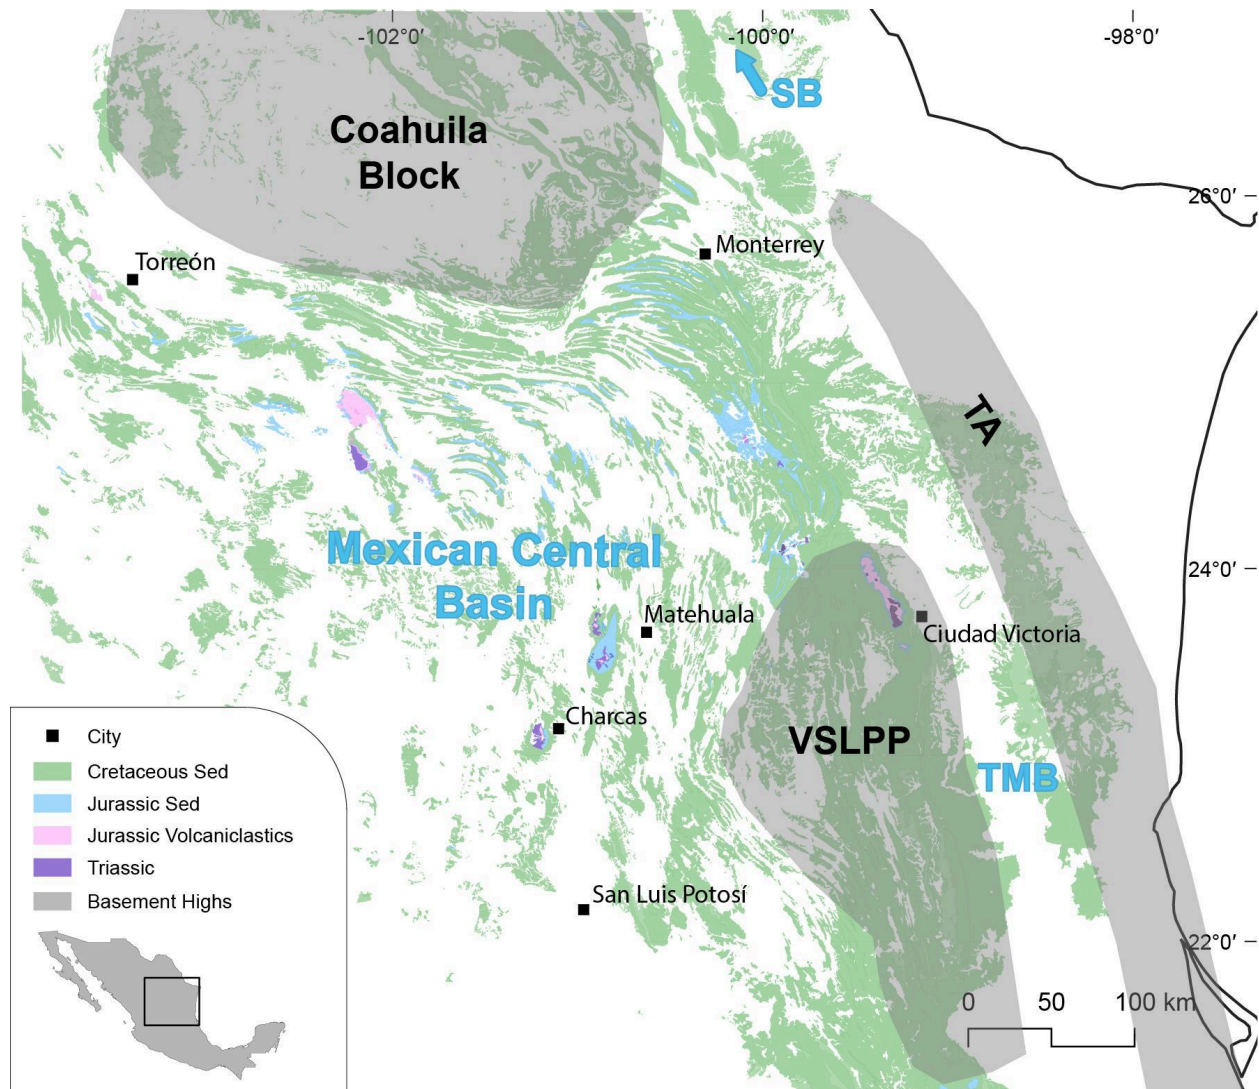 -102°0′
-100°0′
-98°0′
SB
Coahuila
Block
26°0′
Monterrey
Torreón
TA
Mexican Central
Basin
24°0′
Matehuala
Ciudad Victoria
Charcas
VSLPP
TMB
San Luis Potosí
22°0′
City
Cretaceous Sed
Jurassic Sed
Jurassic Volcaniclastics
Triassic
Basement Highs
0 50 100 km